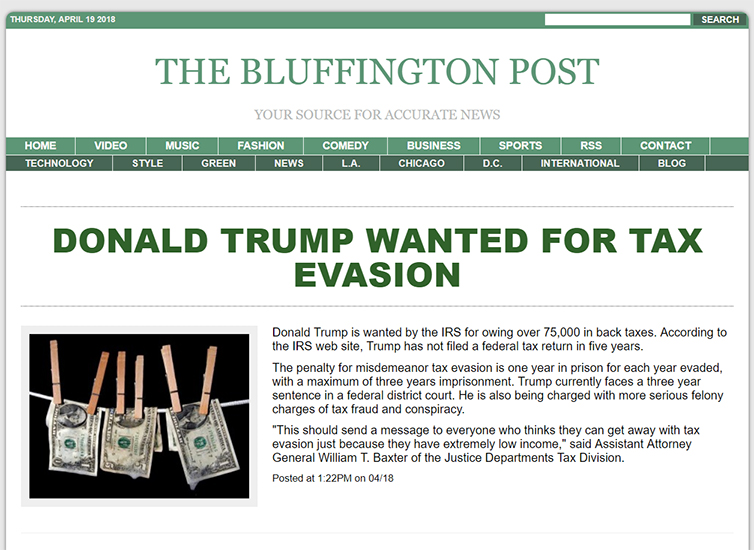 THURSDAY, APRIL 19 2018
SEARCH
THE BLUFFINGTON POST
YOUR SOURCE FOR ACCURATE NEWS
HOME VIDEO MUSIC FASHION COMEDY BUSINESS SPORTS RSS CONTACT
TECHNOLOGY STYLE GREEN NEWS L.A. CHICAGO D.C. INTERNATIONAL BLOG
DONALD TRUMP WANTED FOR TAX
EVASION
Donald Trump is wanted by the IRS for owing over 75,000 in back taxes. According to
the IRS web site, Trump has not filed a federal tax return in five years.
The penalty for misdemeanor tax evasion is one year in prison for each year evaded,
with a maximum of three years imprisonment. Trump currently faces a three year
sentence in a federal district court. He is also being charged with more serious felony
charges of tax fraud and conspiracy.
"This should send a message to everyone who thinks they can get away with tax
evasion just because they have extremely low income," said Assistant Attorney
General William T. Baxter of the Justice Departments Tax Division.
Posted at 1:22PM on 04/18